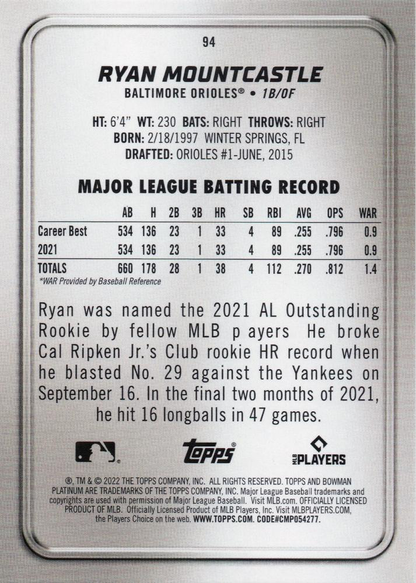 94
RYAN MOUNTCASTLE
BALTIMORE ORIOLES® • 1B/OF
HT: 6'4" WT: 230 BATS: RIGHT THROWS: RIGHT
BORN: 2/18/1997 WINTER SPRINGS, FL
DRAFTED: ORIOLES #1-JUNE, 2015
MAJOR LEAGUE BATTING RECORD
AB H 2B 3B HR SB RBI AVG OPS WAR
Career Best 534 136 23 1 33 4 89 .255 .796 0.9
2021 534 136 23 1 33 4 89 .255 .796 0.9
TOTALS 660 178 28 1 38 4 112 .270 .812 1.4
*WAR Provided by Baseball Reference
Ryan was named the 2021 AL Outstanding
Rookie by fellow MLB p ayers He broke
Cal Ripken Jr.'s Club rookie HR record when
he blasted No. 29 against the Yankees on
September 16. In the final two months of 2021,
he hit 16 longballs in 47 games.
Topps®
MLB PLAYERS
®, TM & © 2022 THE TOPPS COMPANY, INC. ALL RIGHTS RESERVED. TOPPS AND BOWMAN
PLATINUM ARE TRADEMARKS OF THE TOPPS COMPANY, INC. Major League Baseball trademarks and
copyrights are used with permission of Major League Baseball. Visit MLB.com. OFFICIALLY LICENSED
PRODUCT OF MLB. Officially Licensed Product of MLB Players, Inc. Visit MLBPLAYERS.COM,
the Players Choice on the web. WWW.TOPPS.COM. CODE#CMP054277.